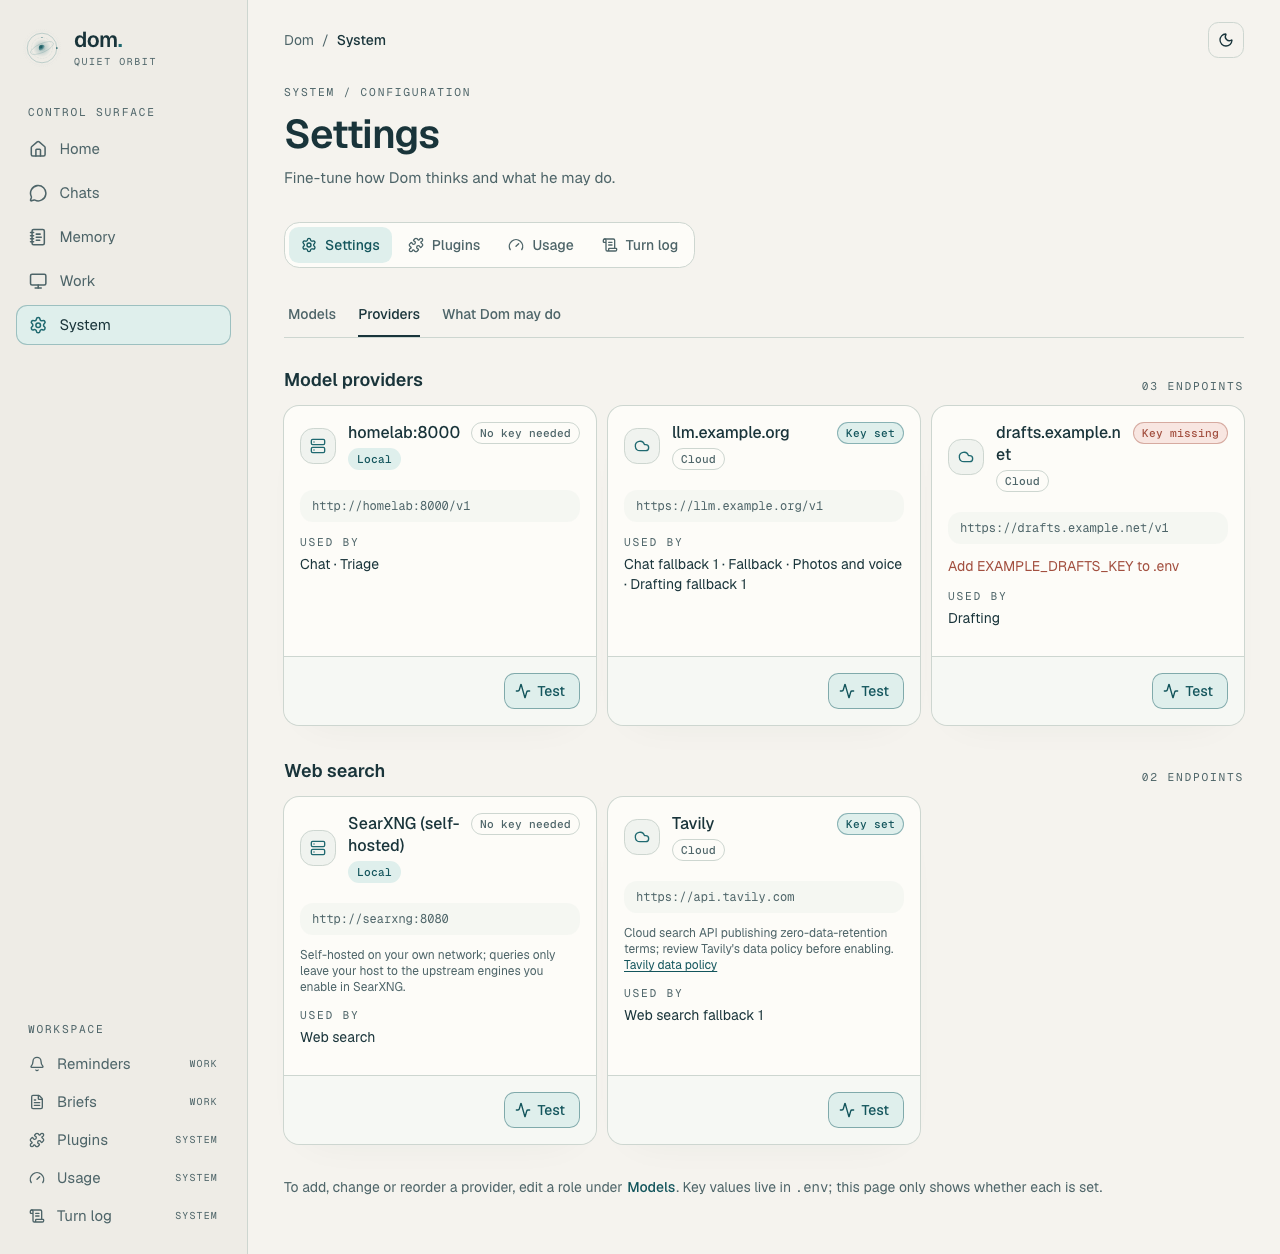 dom.
QUIET ORBIT
CONTROL SURFACE
Home
Chats
Memory
Work
System
WORKSPACE
Reminders WORK
Briefs WORK
Plugins SYSTEM
Usage SYSTEM
Turn log SYSTEM
Dom / System
SYSTEM / CONFIGURATION
Settings
Fine-tune how Dom thinks and what he may do.
Settings Plugins Usage Turn log
Models Providers What Dom may do
Model providers
03 ENDPOINTS
homelab:8000 No key needed
Local
http://homelab:8000/v1
USED BY
Chat · Triage
Test
llm.example.org Key set
Cloud
https://llm.example.org/v1
USED BY
Chat fallback 1 · Fallback · Photos and voice
· Drafting fallback 1
Test
drafts.example.n Key missing
et
Cloud
https://drafts.example.net/v1
Add EXAMPLE_DRAFTS_KEY to .env
USED BY
Drafting
Test
Web search
02 ENDPOINTS
SearXNG (self- No key needed
hosted)
Local
http://searxng:8080
Self-hosted on your own network; queries only
leave your host to the upstream engines you
enable in SearXNG.
USED BY
Web search
Test
Tavily Key set
Cloud
https://api.tavily.com
Cloud search API publishing zero-data-retention
terms; review Tavily's data policy before enabling.
Tavily data policy
USED BY
Web search fallback 1
Test
To add, change or reorder a provider, edit a role under Models. Key values live in .env; this page only shows whether each is set.